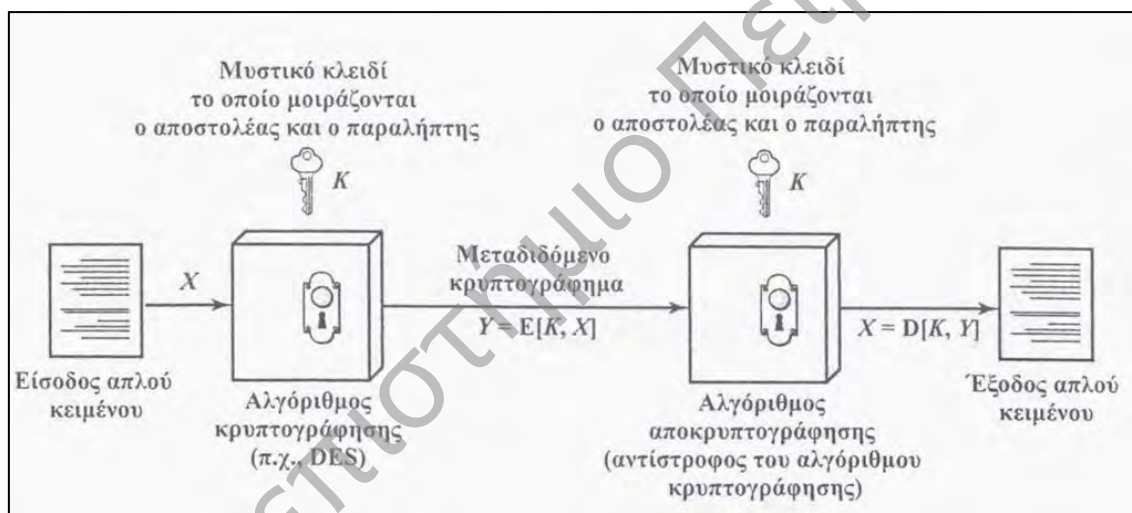 Μυστικό κλειδί
το οποίο μοιράζονται
ο αποστολέας και ο παραλήπτης
K
Μυστικό κλειδί
το οποίο μοιράζονται
ο αποστολέας και ο παραλήπτης
K
X
Μεταδιδόμενο
κρυπτογράφημα
Y = E[K, X]
X = D[K, Y]
Είσοδος απλού
κειμένου
Αλγόριθμος
κρυπτογράφησης
(π.χ., DES)
Αλγόριθμος
αποκρυπτογράφησης
(αντίστροφος του αλγόριθμου
κρυπτογράφησης)
Έξοδος απλού
κειμένου